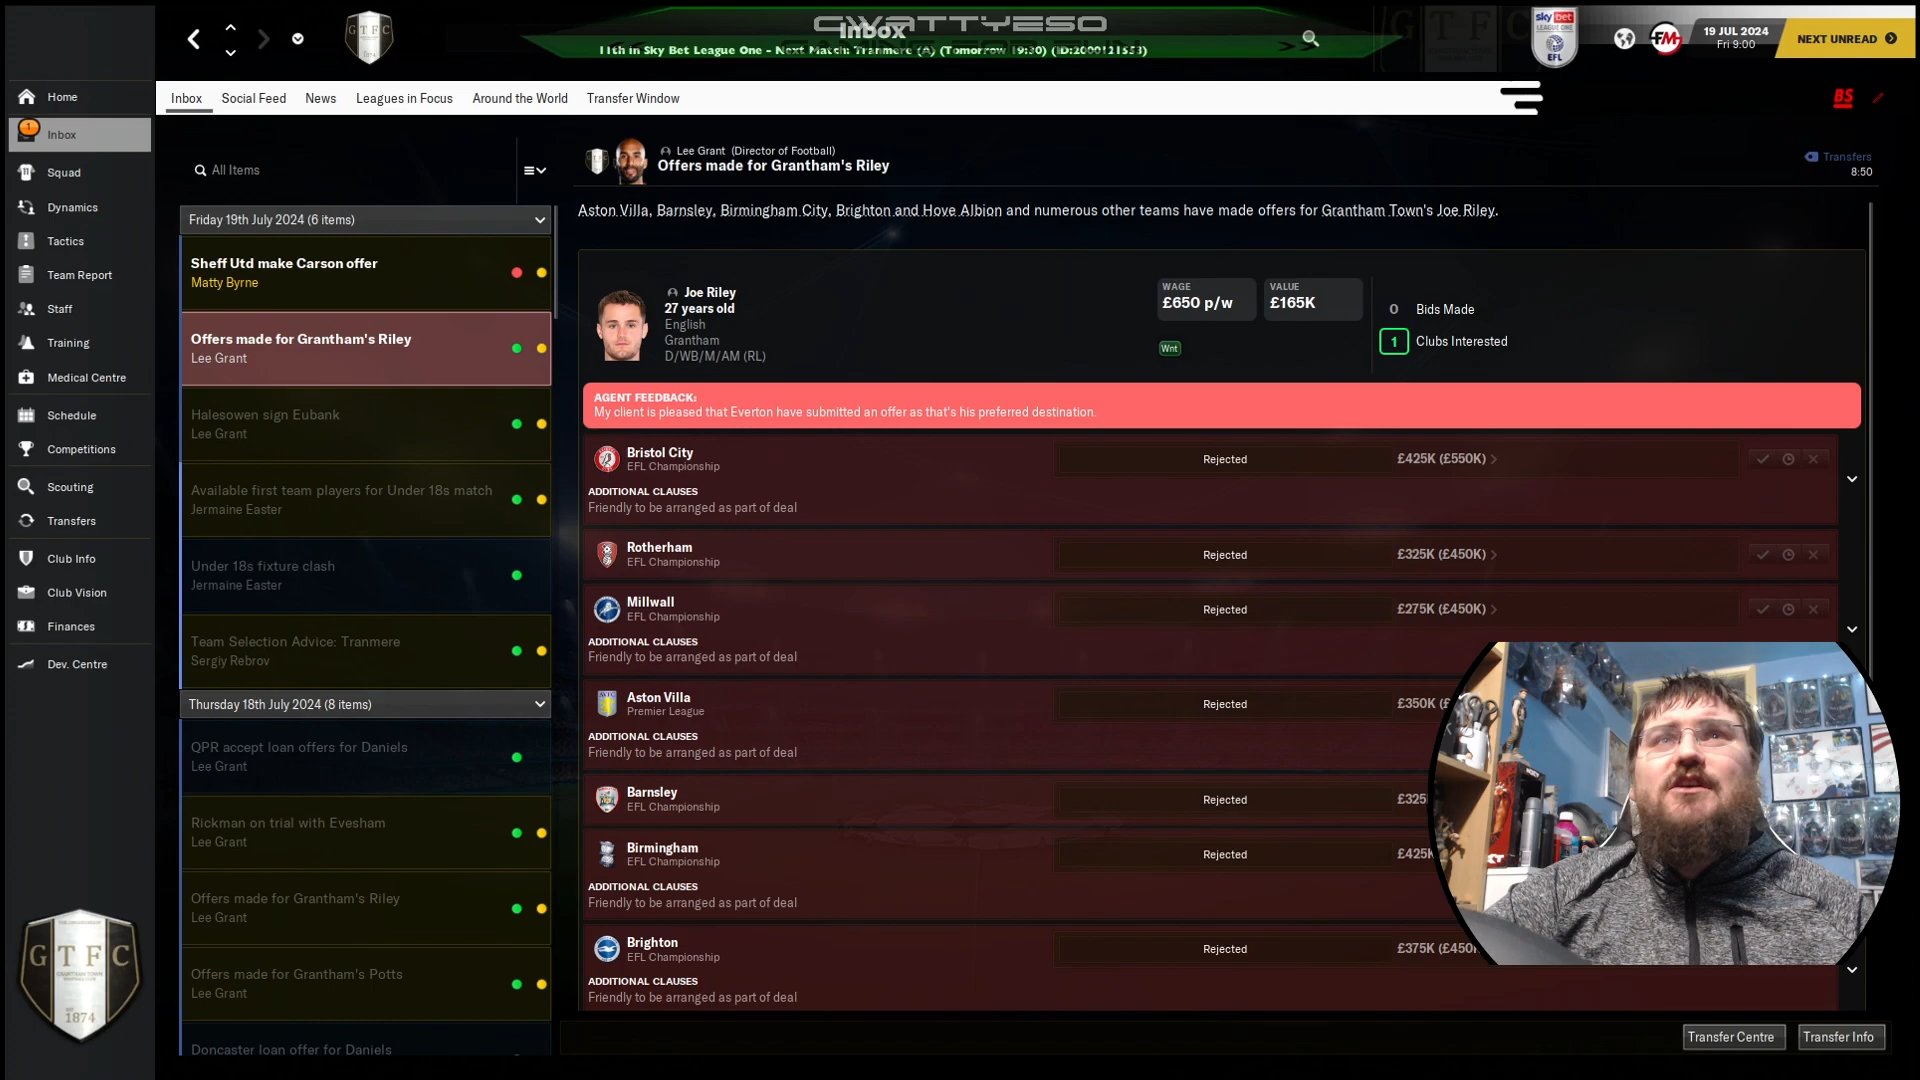 GWATTYESO
Inbox
11th in Sky Bet League One - Next Match: Tranmere (A) (Tomorrow 19:30) (ID:2000121553)
sky bet
LEAGUE ONE
EFL
FM
19 JUL 2024
Fri 9:00
NEXT UNREAD
Home
1
Inbox
Squad
Dynamics
Tactics
Team Report
Staff
Training
Medical Centre
Schedule
Competitions
Scouting
Transfers
Club Info
Club Vision
Finances
Dev. Centre
GTFC
1874
Inbox Social Feed News Leagues in Focus Around the World Transfer Window
BS
All Items
Friday 19th July 2024 (6 items)
Sheff Utd make Carson offer
Matty Byrne
Offers made for Grantham's Riley
Lee Grant
Halesowen sign Eubank
Lee Grant
Available first team players for Under 18s match
Jermaine Easter
Under 18s fixture clash
Jermaine Easter
Team Selection Advice: Tranmere
Sergiy Rebrov
Thursday 18th July 2024 (8 items)
QPR accept loan offers for Daniels
Lee Grant
Rickman on trial with Evesham
Lee Grant
Offers made for Grantham's Riley
Lee Grant
Offers made for Grantham's Potts
Lee Grant
Doncaster loan offer for Daniels
Lee Grant (Director of Football)
Offers made for Grantham's Riley
Transfers
8:50
Aston Villa, Barnsley, Birmingham City, Brighton and Hove Albion and numerous other teams have made offers for Grantham Town's Joe Riley.
Joe Riley
27 years old
English
Grantham
D/WB/M/AM (RL)
WAGE
£650 p/w
VALUE
£165K
Wnt
0 Bids Made
1 Clubs Interested
AGENT FEEDBACK:
My client is pleased that Everton have submitted an offer as that's his preferred destination.
Bristol City
EFL Championship
Rejected
£425K (£550K)
ADDITIONAL CLAUSES
Friendly to be arranged as part of deal
Rotherham
EFL Championship
Rejected
£325K (£450K)
Millwall
EFL Championship
Rejected
£275K (£450K)
ADDITIONAL CLAUSES
Friendly to be arranged as part of deal
Aston Villa
Premier League
Rejected
£350K (£
ADDITIONAL CLAUSES
Friendly to be arranged as part of deal
Barnsley
EFL Championship
Rejected
£325
Birmingham
EFL Championship
Rejected
£425K
ADDITIONAL CLAUSES
Friendly to be arranged as part of deal
Brighton
EFL Championship
Rejected
£375K (£450K
ADDITIONAL CLAUSES
Friendly to be arranged as part of deal
Transfer Centre
Transfer Info